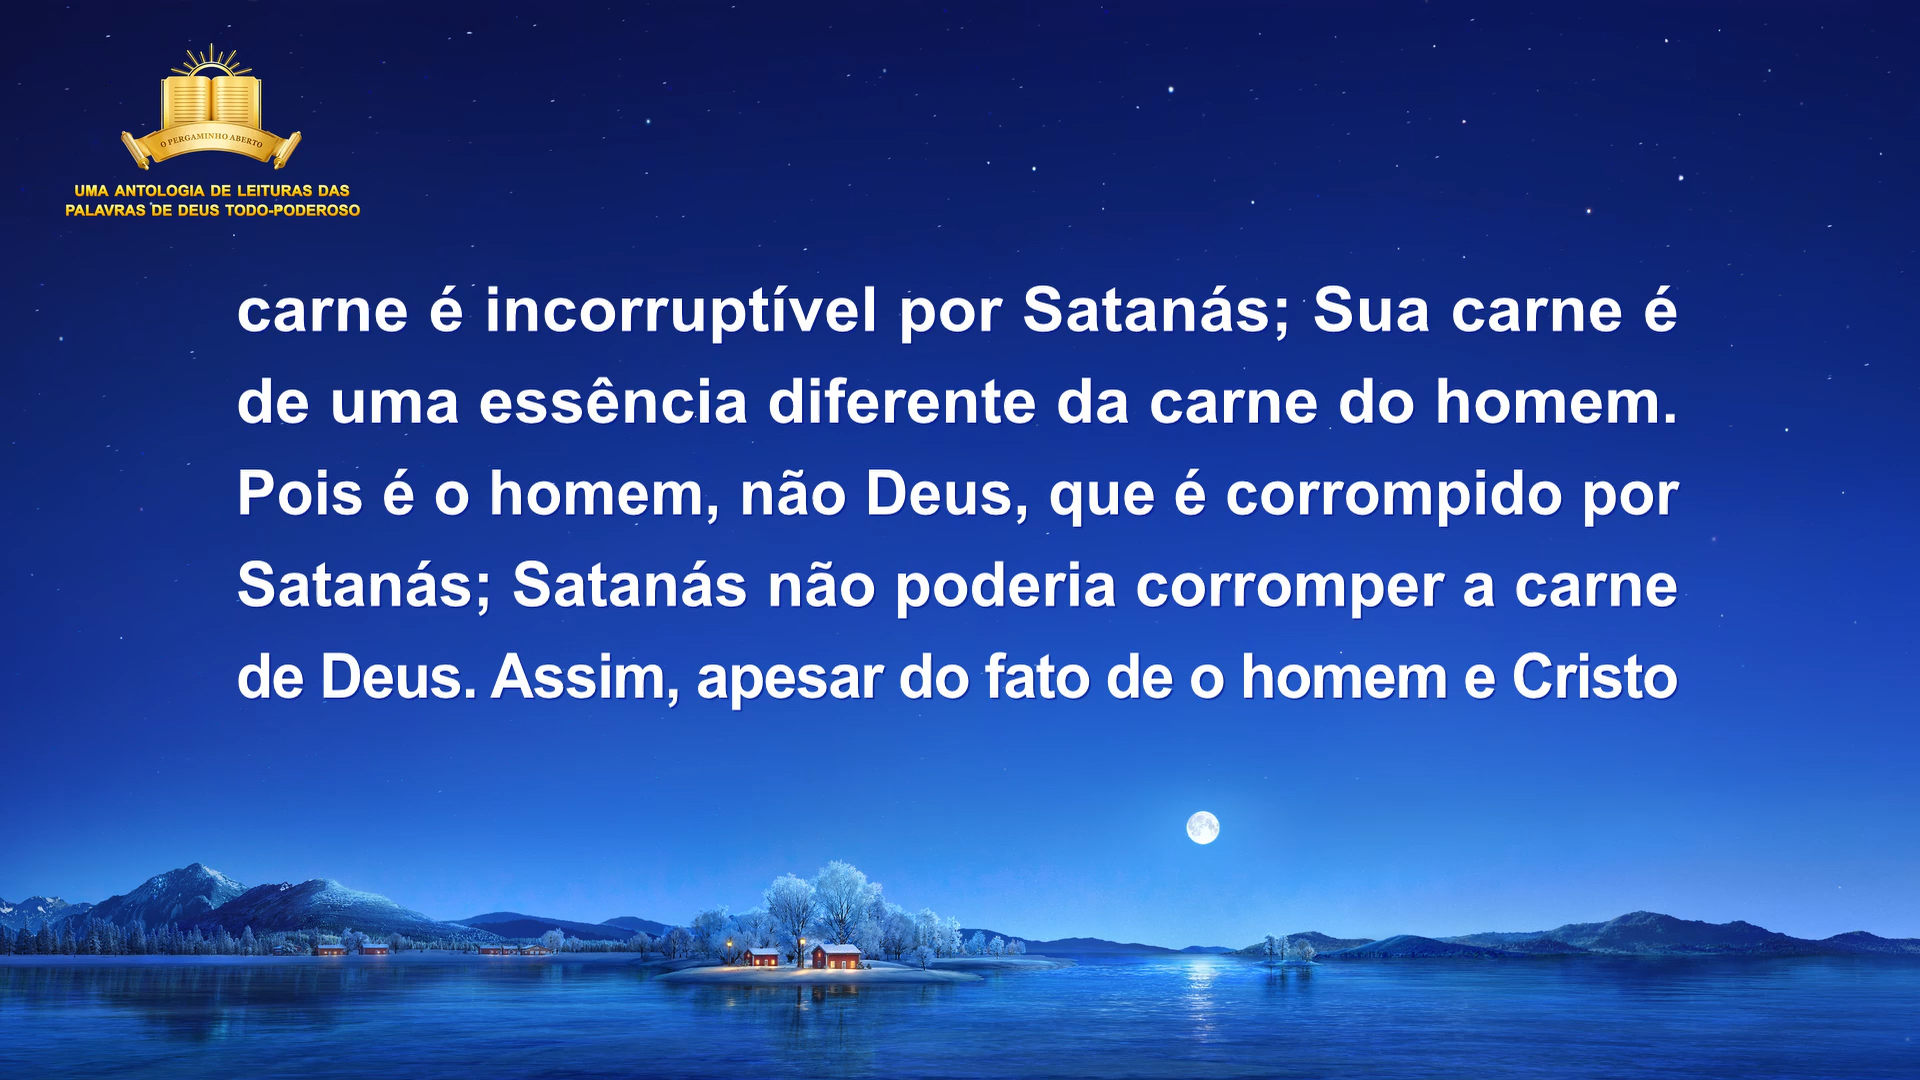 O PERGAMINHO ABERTO
UMA ANTOLOGIA DE LEITURAS DAS
PALAVRAS DE DEUS TODO-PODEROSO
carne é incorruptível por Satanás; Sua carne é
de uma essência diferente da carne do homem.
Pois é o homem, não Deus, que é corrompido por
Satanás; Satanás não poderia corromper a carne
de Deus. Assim, apesar do fato de o homem e Cristo